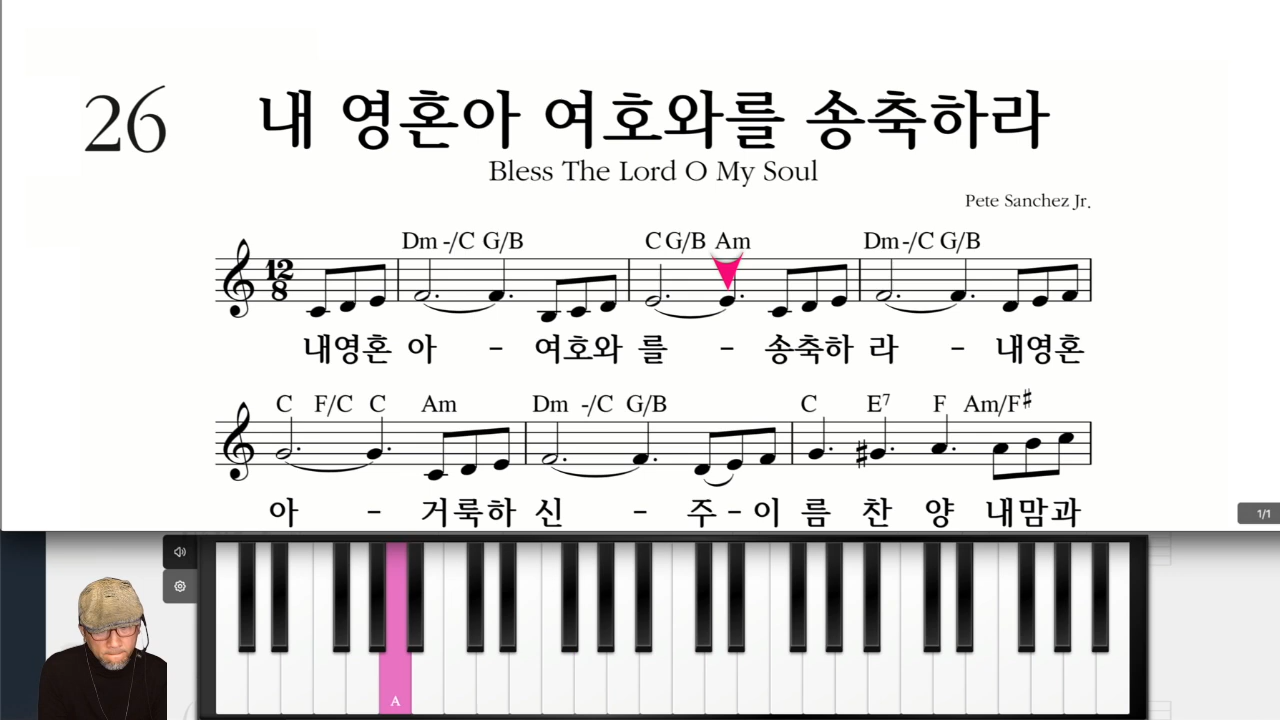 26
내 영혼아 여호와를 송축하라
Bless The Lord O My Soul
Pete Sanchez Jr.
Dm -/C G/B C G/B Am Dm -/C G/B
12
8
내영혼 아 - 여호와 를 - 송축하 라 - 내영혼
C F/C C Am Dm -/C G/B C E7 F Am/F♯
아 - 거룩하 신 - 주 - 이 름 찬 양 내맘과
1/1
A